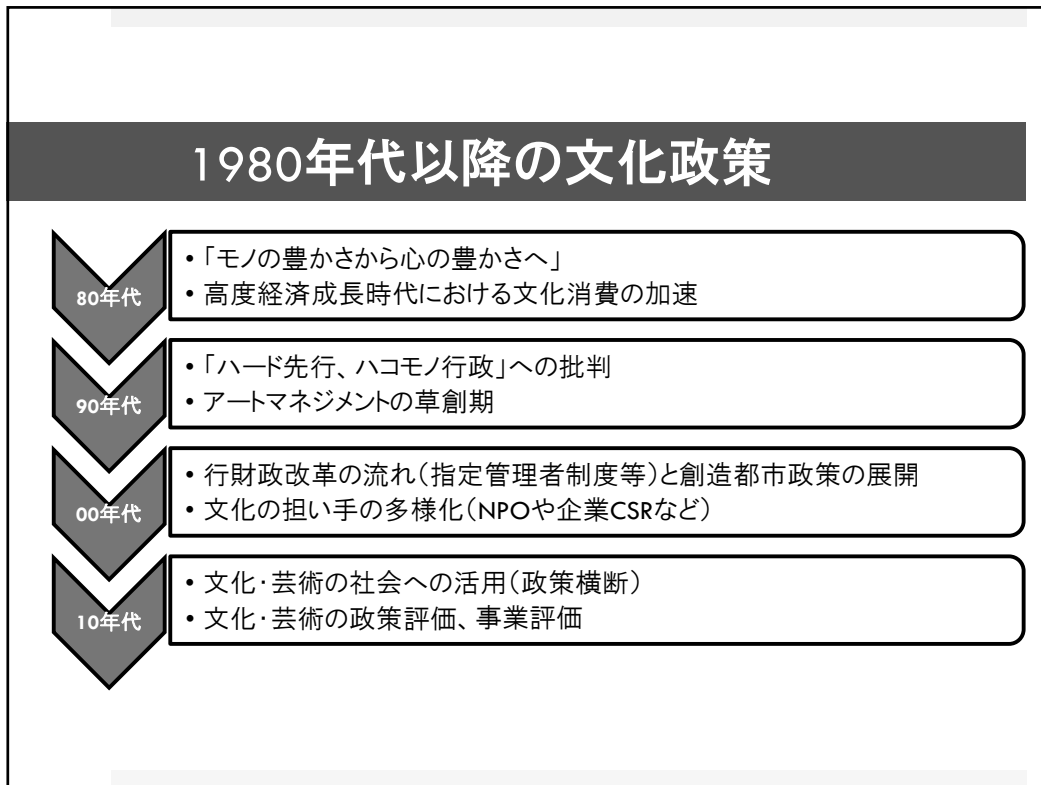 1980年代以降の文化政策
80年代
• 「モノの豊かさから心の豊かさへ」
• 高度経済成長時代における文化消費の加速
90年代
• 「ハード先行、ハコモノ行政」への批判
• アートマネジメントの草創期
00年代
• 行財政改革の流れ（指定管理者制度等）と創造都市政策の展開
• 文化の担い手の多様化（NPOや企業CSRなど）
10年代
• 文化・芸術の社会への活用（政策横断）
• 文化・芸術の政策評価、事業評価